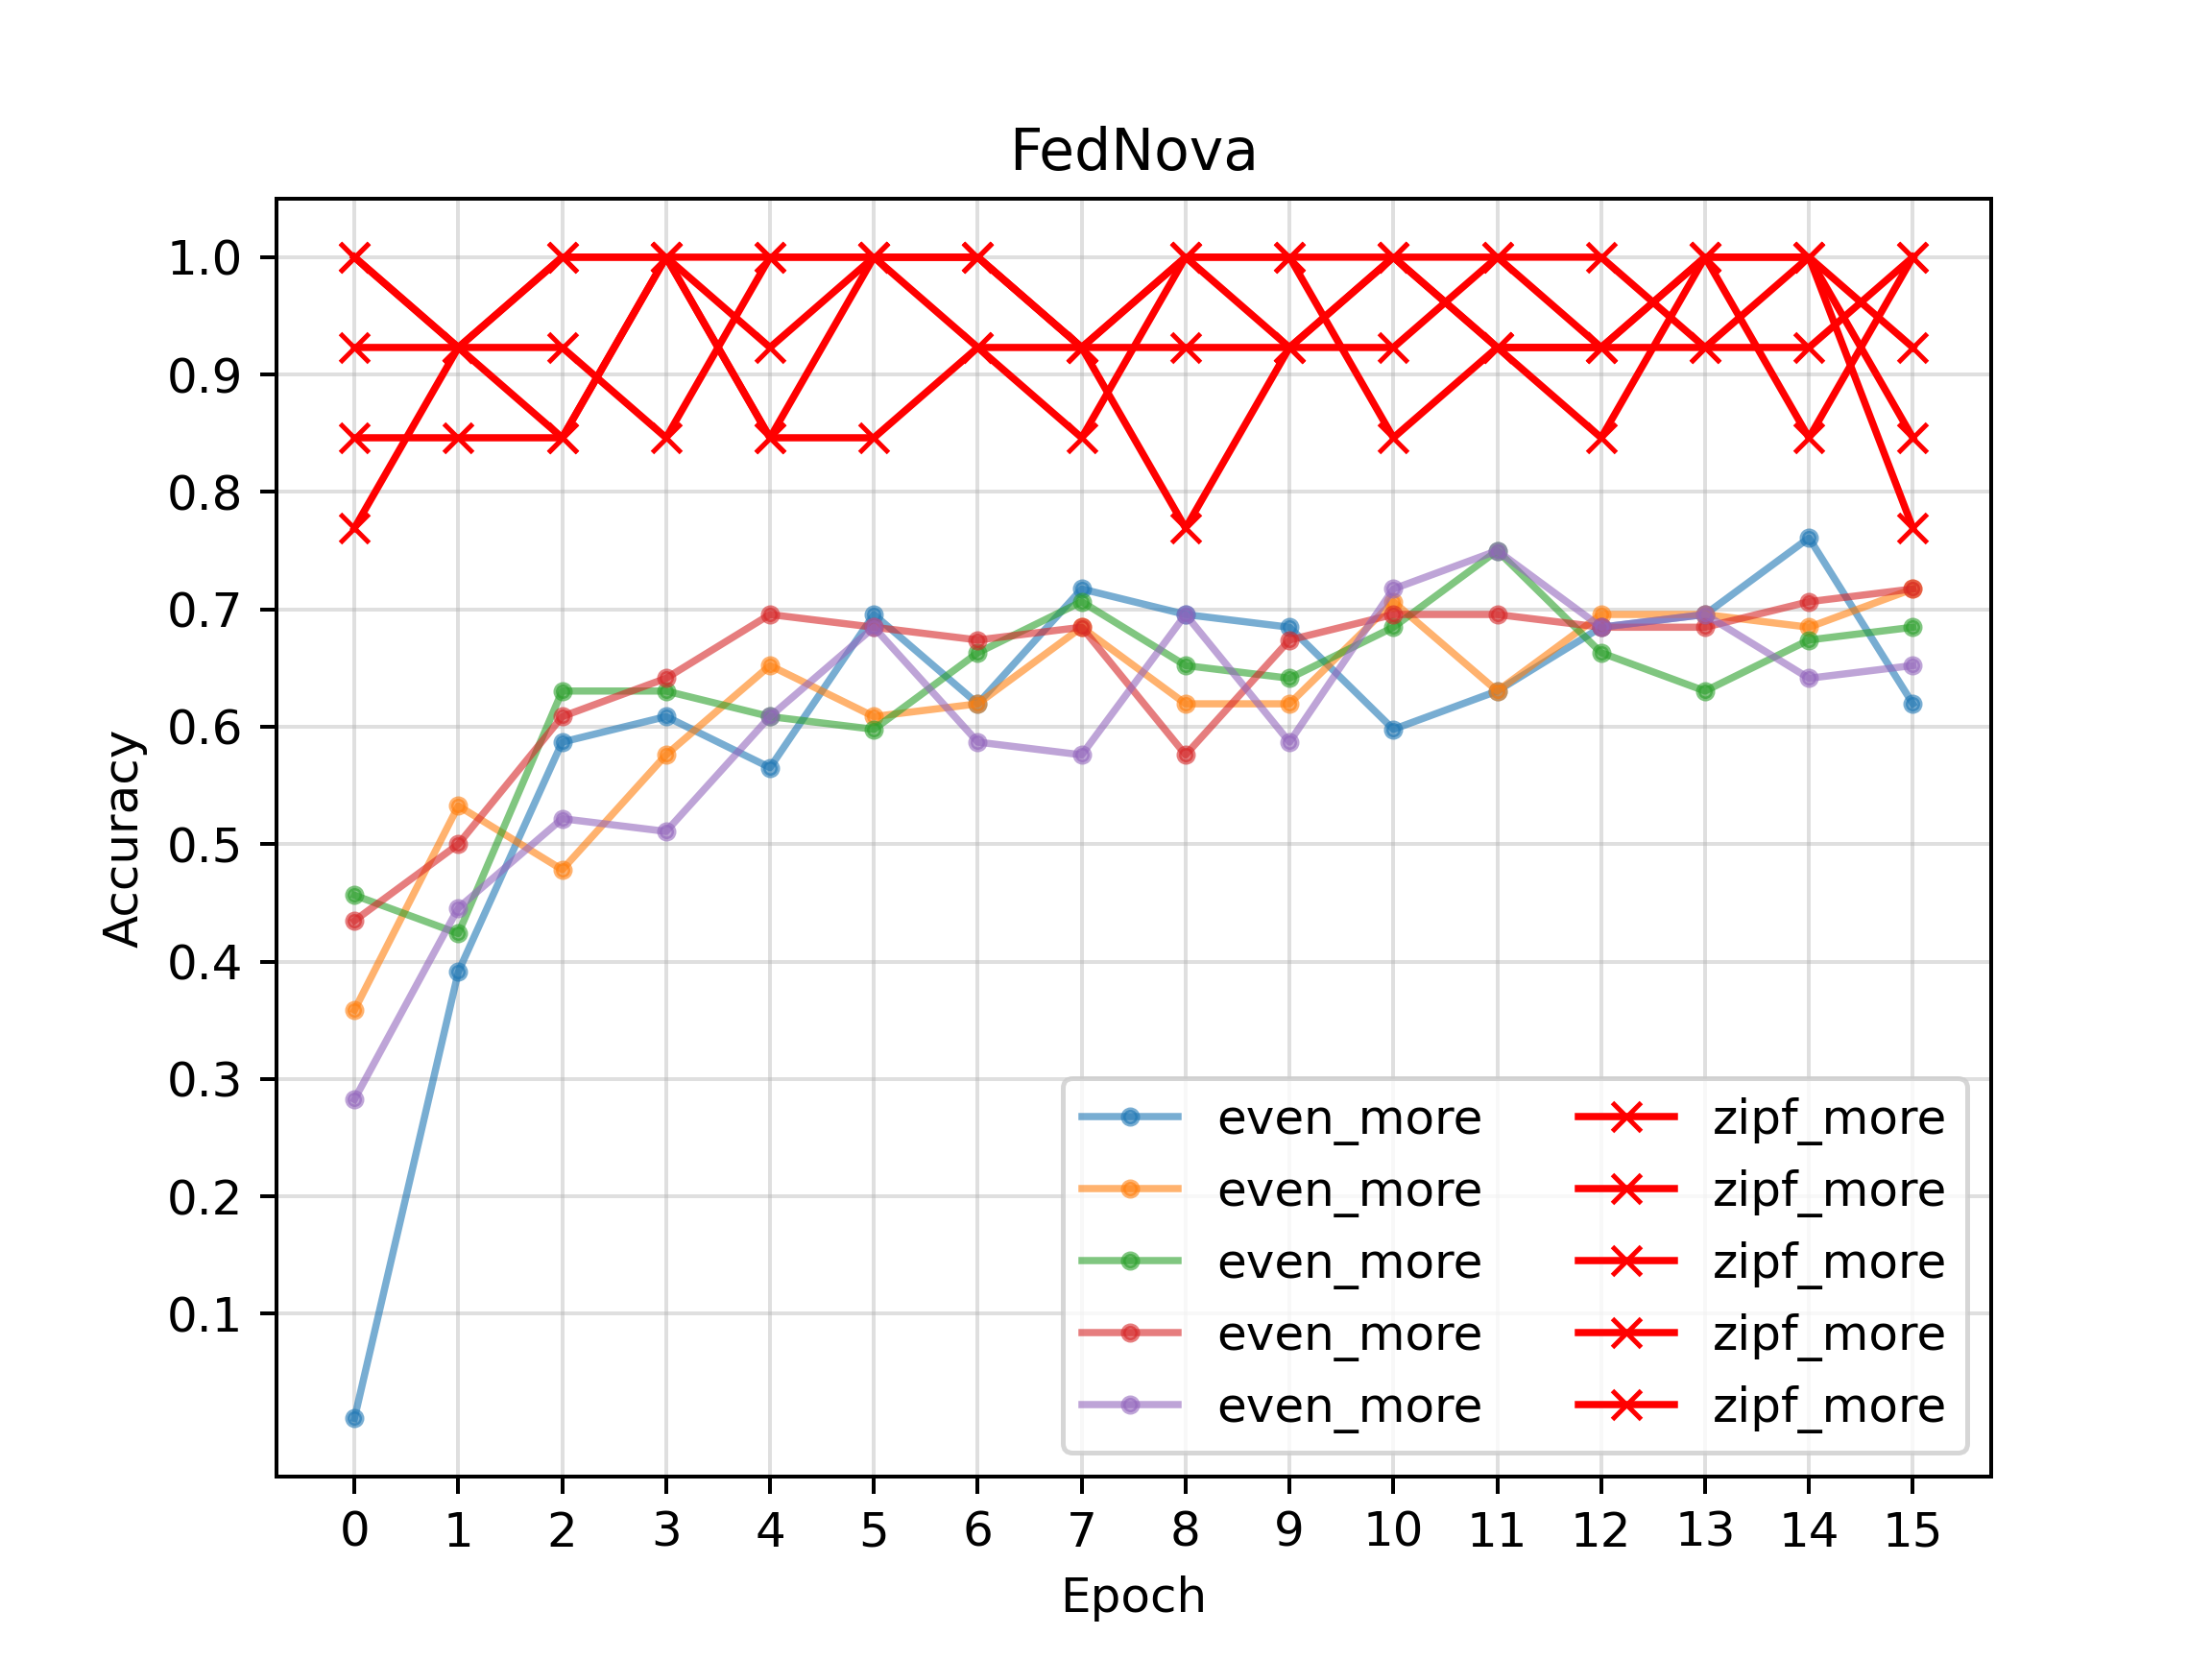 FedNova
1.0
0.9
0.8
0.7
0.6
0.5
0.4
0.3
0.2
0.1
Accuracy
even_more zipf_more
even_more zipf_more
even_more zipf_more
even_more zipf_more
even_more zipf_more
0 1 2 3 4 5 6 7 8 9 10 11 12 13 14 15
Epoch